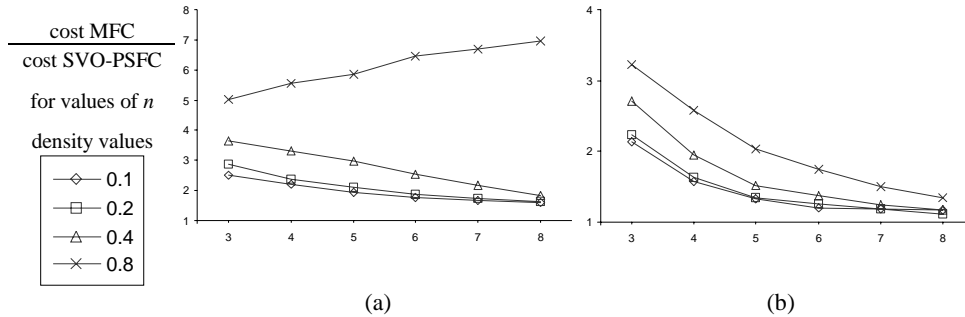 cost MFC
cost SVO-PSFC
for values of n
density values
0.1
0.2
0.4
0.8
8
7
6
5
4
3
2
1
3 4 5 6 7 8
(a)
4
3
2
1
3 4 5 6 7 8
(b)